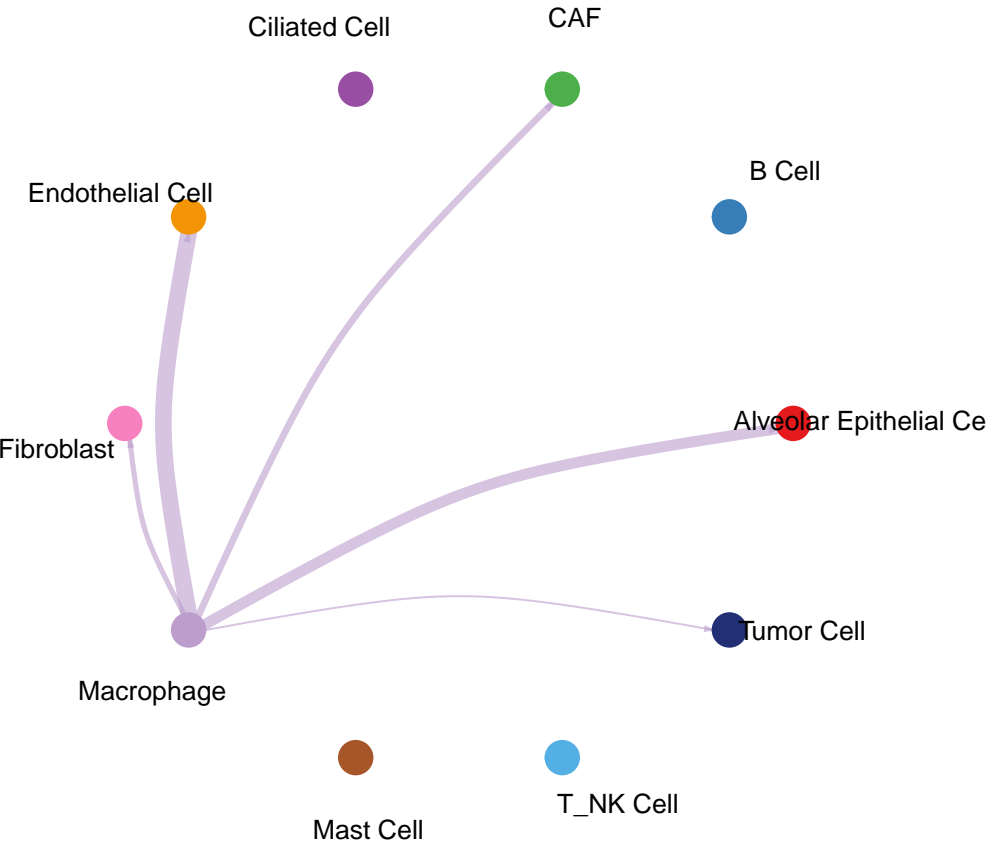 CAF
Ciliated Cell
B Cell
Endothelial Cell
Alveolar Epithelial Ce
Fibroblast
Tumor Cell
Macrophage
T_NK Cell
Mast Cell